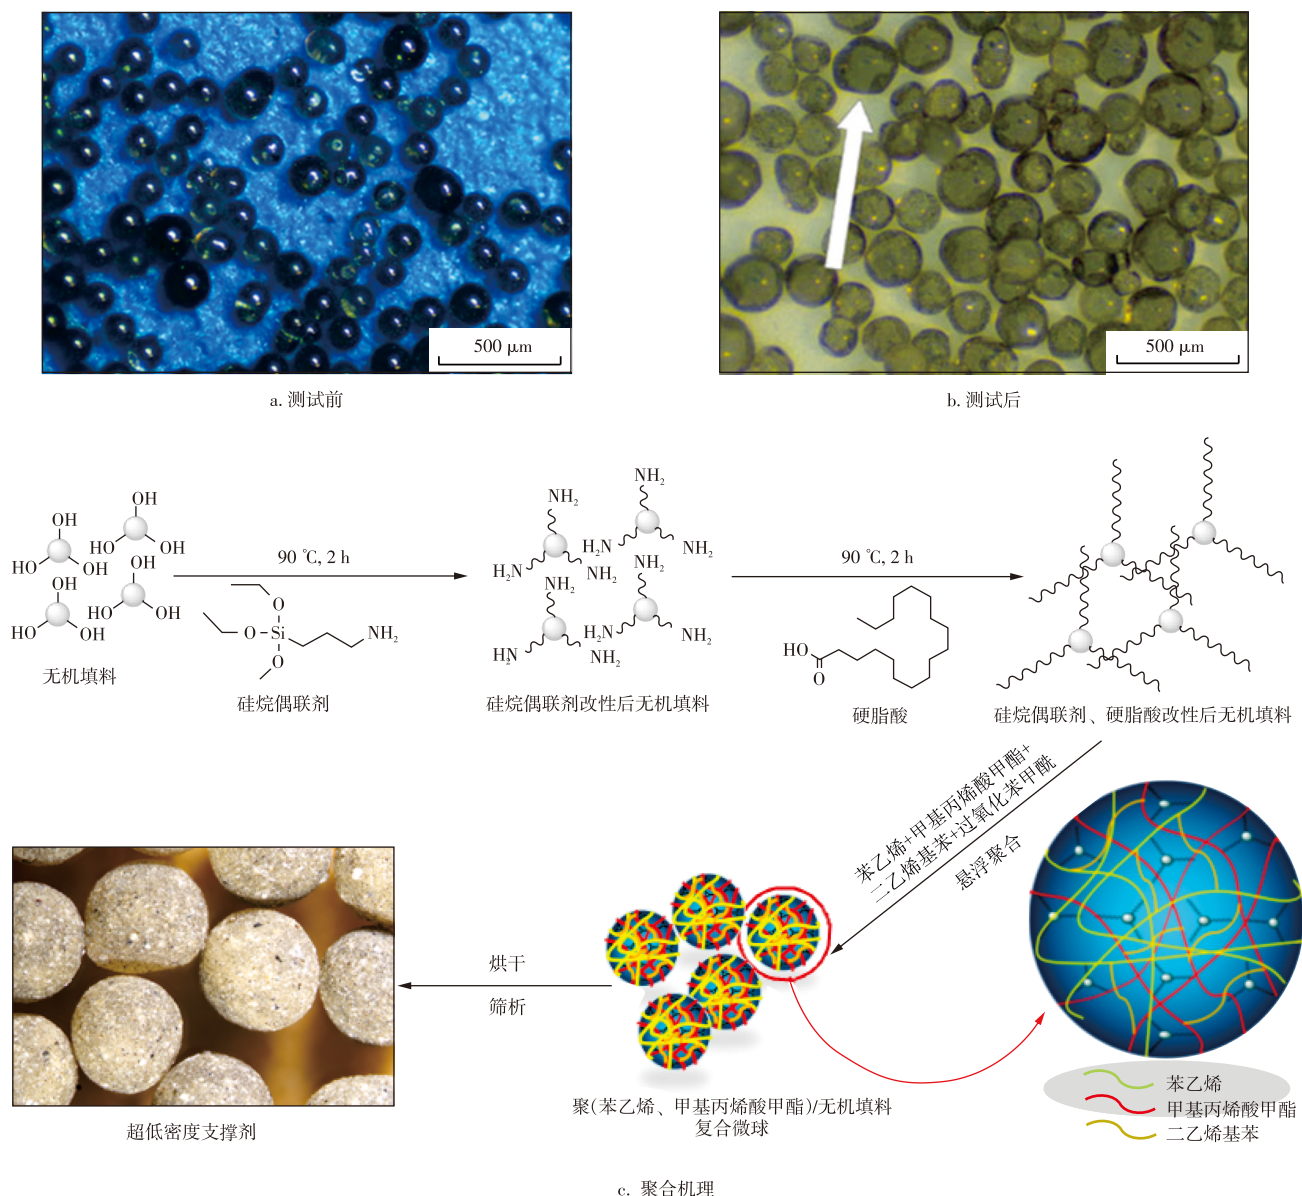 500 μm
500 μm
a. 测试前
b. 测试后
OH
HO
OH
OH
HO
OH
OH
HO
OH
OH
HO
OH
无机填料
90 ℃, 2 h
O
O
Si
NH2
O
硅烷偶联剂
NH2
H2N
NH2
NH2
H2N
NH2
NH2
H2N
NH2
NH2
H2N
NH2
硅烷偶联剂改性后无机填料
90 ℃, 2 h
HO
O
硬脂酸
硅烷偶联剂、硬脂酸改性后无机填料
苯乙烯+甲基丙烯酸甲酯+
二乙烯基苯+过氧化苯甲酰
悬浮聚合
烘干
筛析
超低密度支撑剂
聚(苯乙烯、甲基丙烯酸甲酯)/无机填料
复合微球
苯乙烯
甲基丙烯酸甲酯
二乙烯基苯
c. 聚合机理